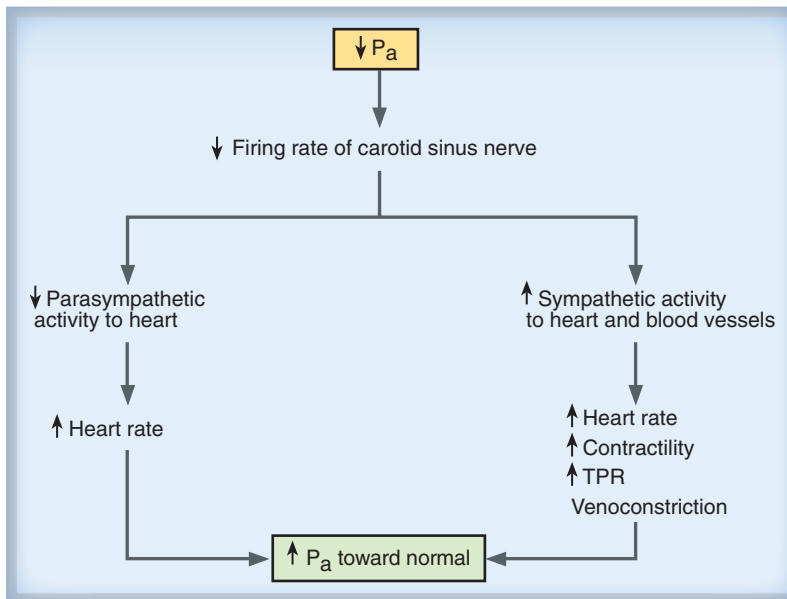 ↓ Pa
↓ Firing rate of carotid sinus nerve
↓ Parasympathetic
activity to heart
↑ Heart rate
↑ Sympathetic activity
to heart and blood vessels
↑ Heart rate
↑ Contractility
↑ TPR
Venoconstriction
↑ Pa toward normal